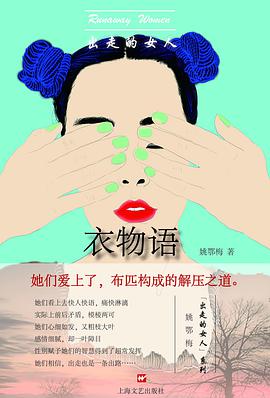 Runaway Women
出走的女人
衣物语
姚鄂梅 著
她们爱上了，布匹构成的解压之道。
她们看上去快人快语，痛快淋漓
实际上前后矛盾，模棱两可
她们心细如发，又粗枝大叶
感情细腻，却一叶障目
性别赋予她们的智慧得到了超常发挥
她们相信，出走也是一条出路……
「出走的女人」系列
姚鄂梅
上海文艺出版社